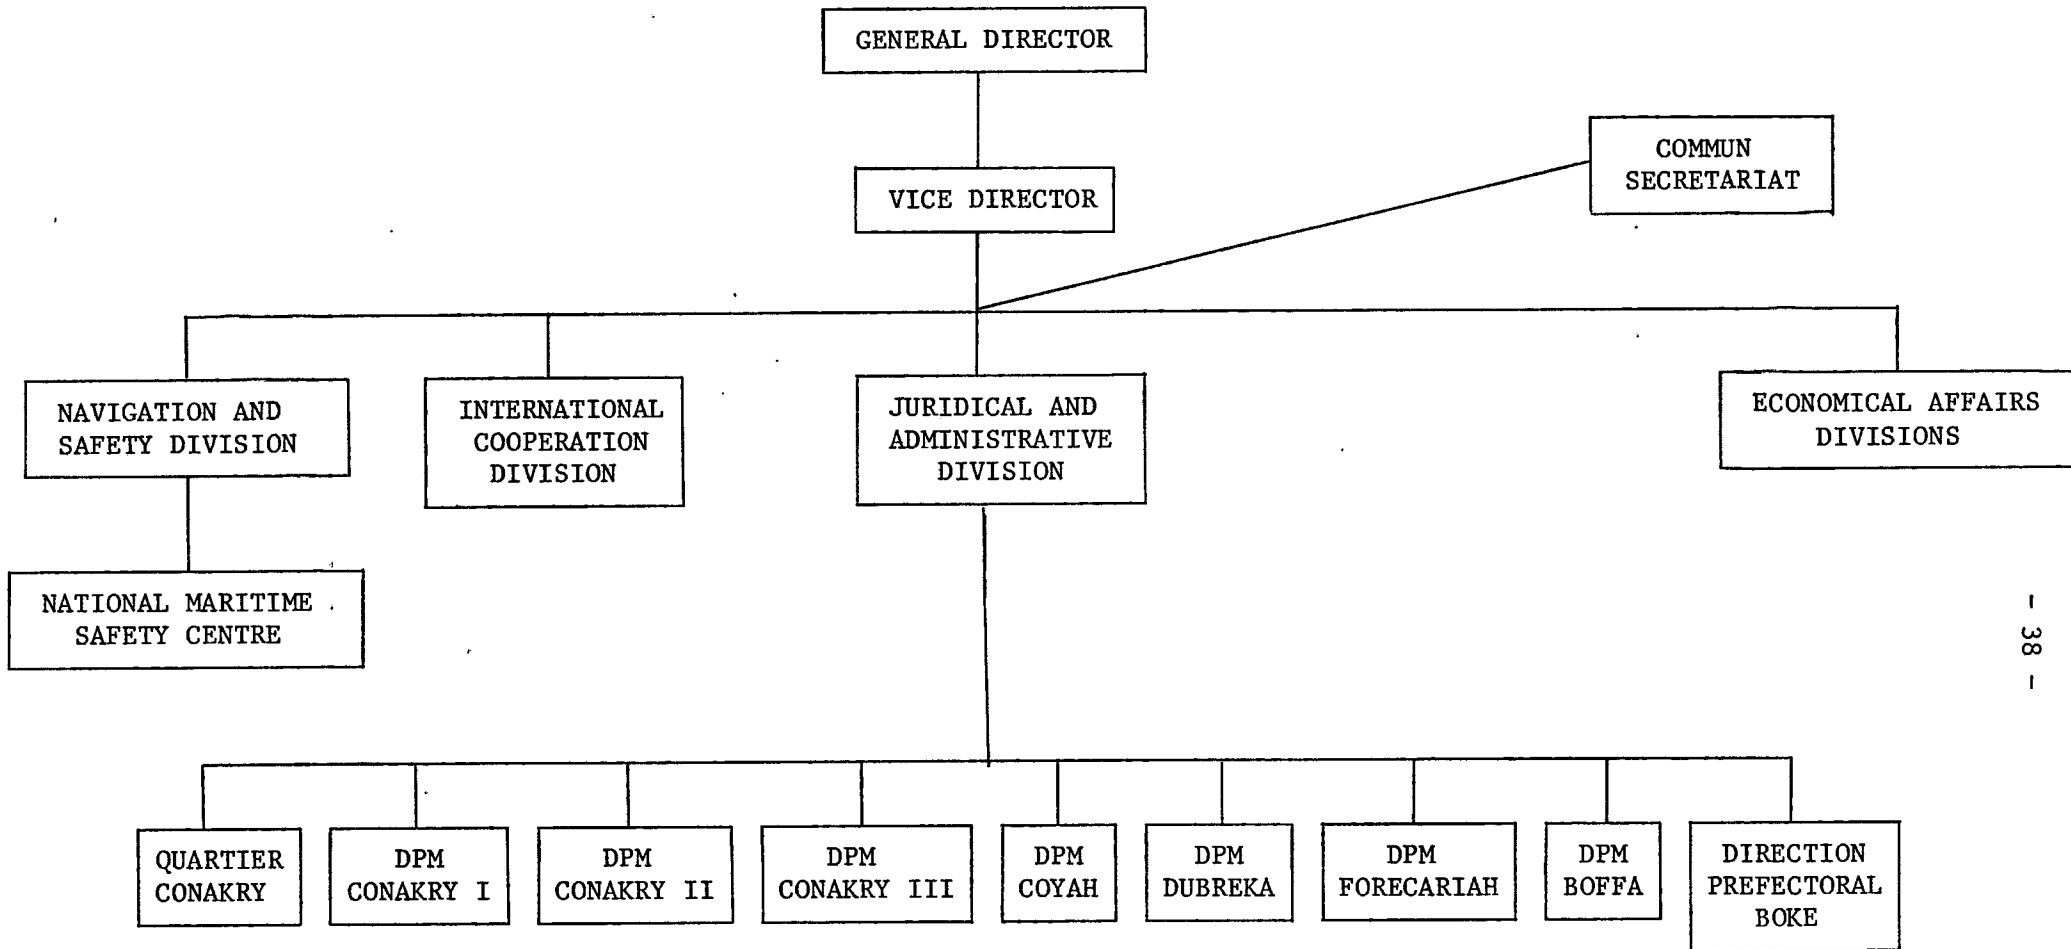 GENERAL DIRECTOR
COMMUN
SECRETARIAT
VICE DIRECTOR
NAVIGATION AND
SAFETY DIVISION
INTERNATIONAL
COOPERATION
DIVISION
JURIDICAL AND
ADMINISTRATIVE
DIVISION
ECONOMICAL AFFAIRS
DIVISIONS
NATIONAL MARITIME
SAFETY CENTRE
- 38 -
QUARTIER
CONAKRY
DPM
CONAKRY I
DPM
CONAKRY II
DPM
CONAKRY III
DPM
COYAH
DPM
DUBREKA
DPM
FORECARIAH
DPM
BOFFA
DIRECTION
PREFECTORAL
BOKE